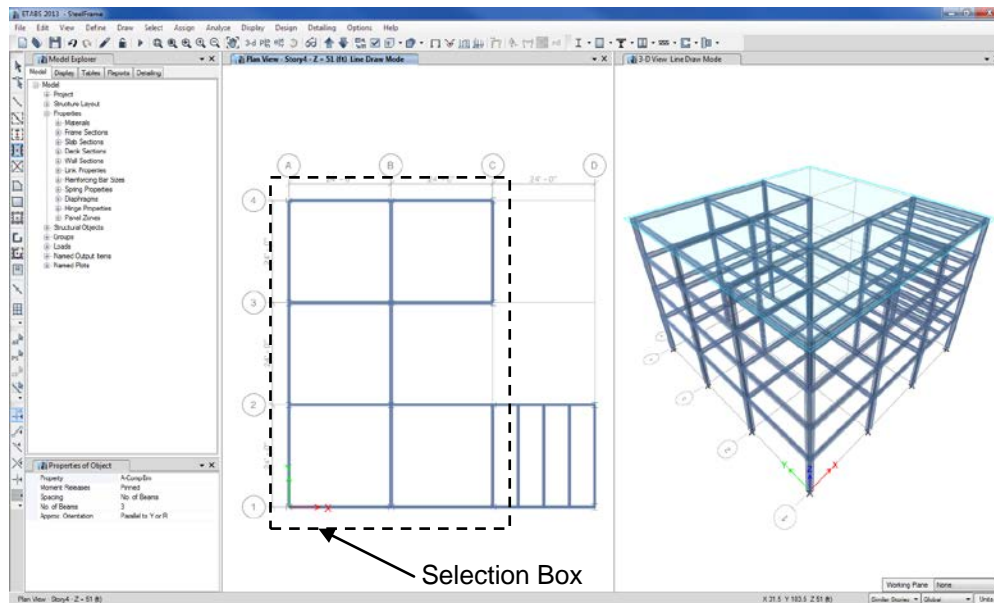 ETABS 2013 - SteelFrame
File Edit View Define Draw Select Assign Analyze Display Design Detailing Options Help
Model Explorer
Model Display Tables Reports Detailing
Model
Project
Structure Layout
Properties
Materials
Frame Sections
Slab Sections
Deck Sections
Wall Sections
Link Properties
Reinforcing Bar Sizes
Spring Properties
Diaphragms
Hinge Properties
Panel Zones
Structural Objects
Groups
Loads
Named Output Items
Named Plots
Properties of Object
Property A-CompBm
Moment Releases Pinned
Spacing No. of Beams
No. of Beams 3
Approx. Orientation Parallel to Y or R
Plan View - Story4 - Z = 51 (ft) Line Draw Mode
A B C D
24'-0"
4
3
2
1
X
Selection Box
3-D View Line Draw Mode
Y Z X
Working Plane None
Plan View - Story4 - Z = 51 (ft)
X 31.5 Y 103.5 Z 51 (ft)
Similar Stories Global Units